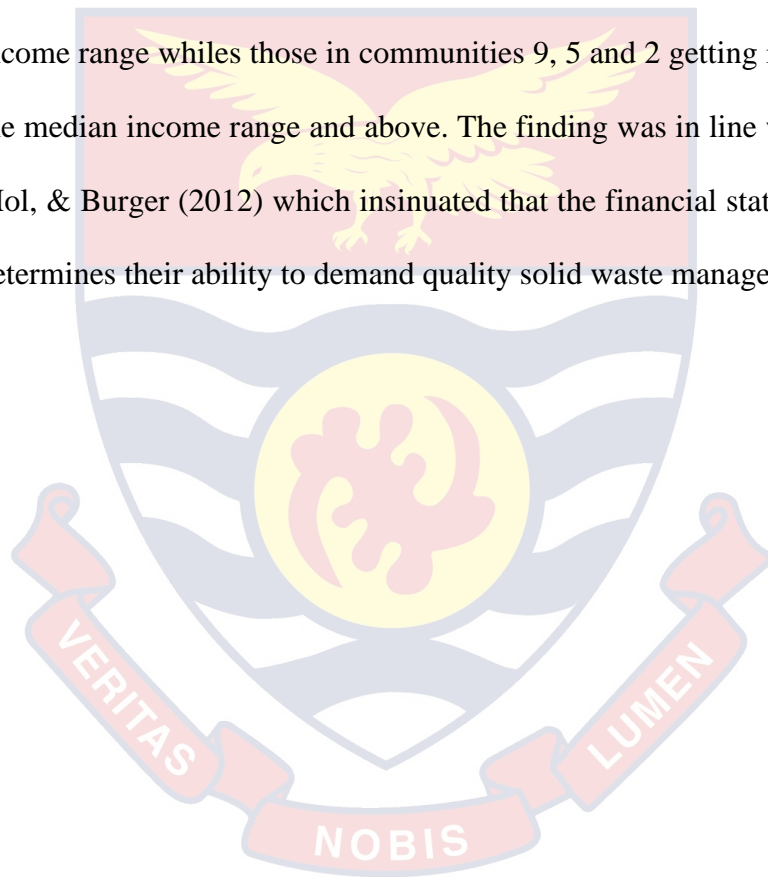 come range whiles those in communities 9, 5 and 2 getting
e median income range and above. The finding was in line
ol, & Burger (2012) which insinuated that the financial stat
etermines their ability to demand quality solid waste manage
VERITAS
NOBIS
LUMEN